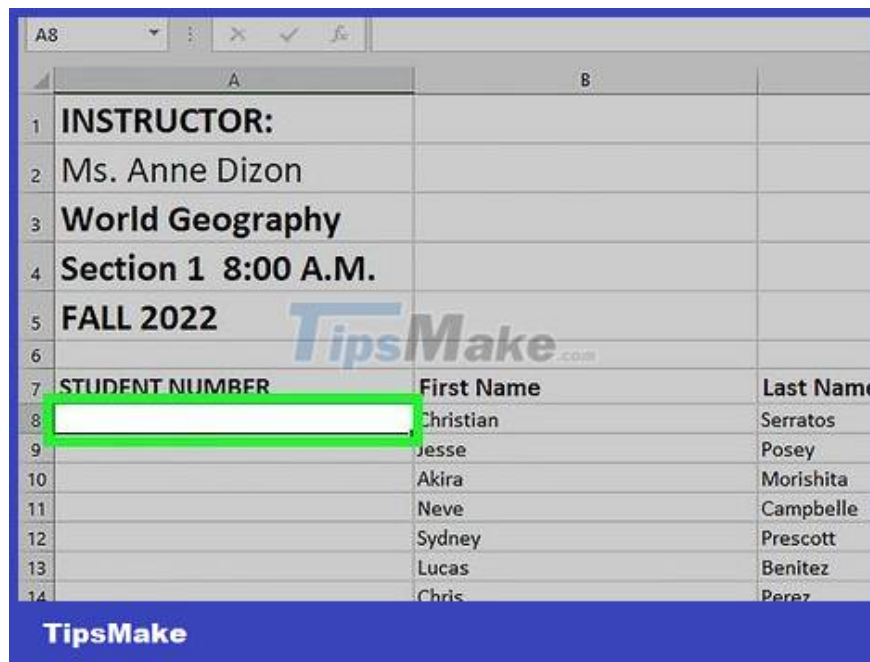 A8
A B
1 INSTRUCTOR:
2 Ms. Anne Dizon
3 World Geography
4 Section 1 8:00 A.M.
5 FALL 2022
TipsMake.com
6
7 STUDENT NUMBER First Name Last Name
8 Christian Serratos
9 Jesse Posey
10 Akira Morishita
11 Neve Campbelle
12 Sydney Prescott
13 Lucas Benitez
14 Chris Perez
TipsMake